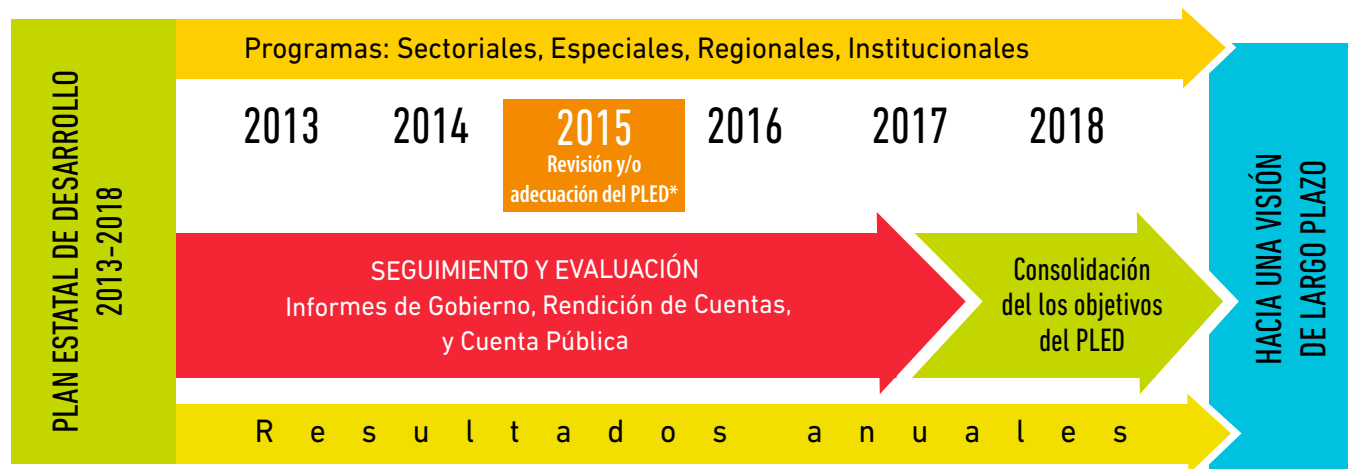 PLAN ESTATAL DE DESARROLLO
2013-2018
Programas: Sectoriales, Especiales, Regionales, Institucionales
2013 2014 2015 2016 2017 2018
Revisión y/o
adecuación del PLED*
SEGUIMIENTO Y EVALUACIÓN
Informes de Gobierno, Rendición de Cuentas,
y Cuenta Pública
Consolidación
del los objetivos
del PLED
Resultados anuales
HACIA UNA VISIÓN
DE LARGO PLAZO